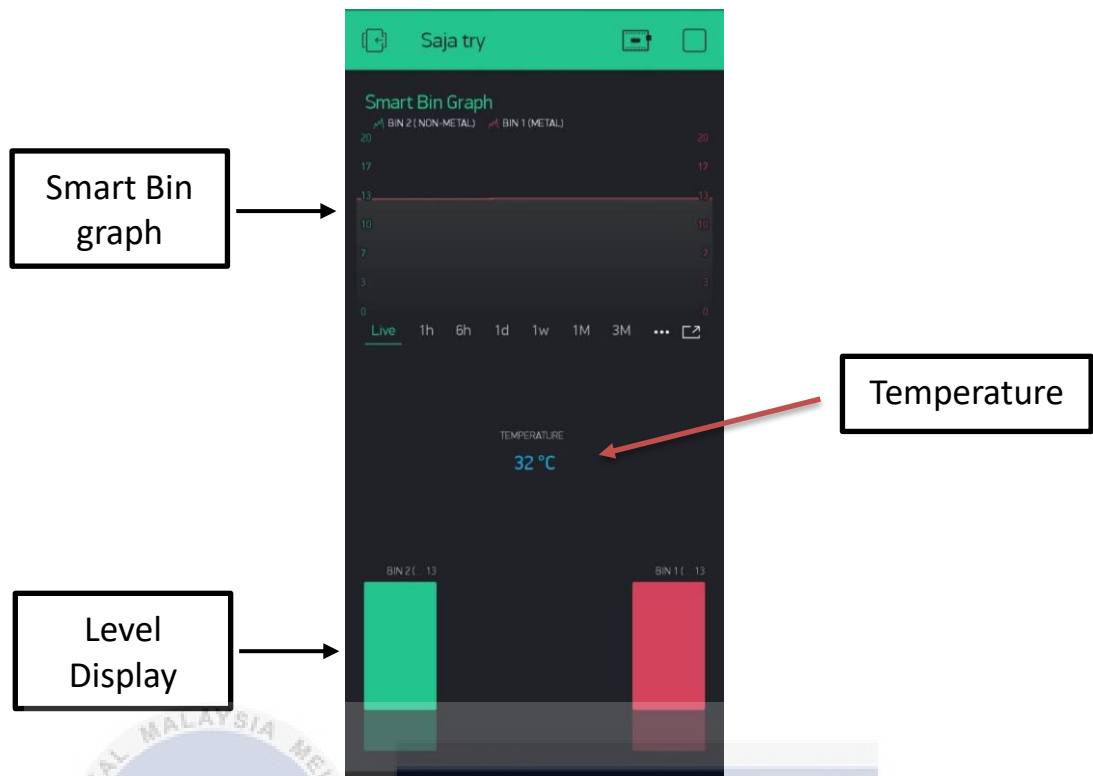 Saja try
Smart Bin Graph
BIN 2 ( NON-METAL) BIN 1 (METAL)
20 20
17 17
Smart Bin
graph
13 13
10 10
7 7
3 3
0 0
Live 1h 6h 1d 1w 1M 3M ...
Temperature
TEMPERATURE
32 °C
BIN 2 ( 13 BIN 1 ( 13
Level
Display
MALAYSIA